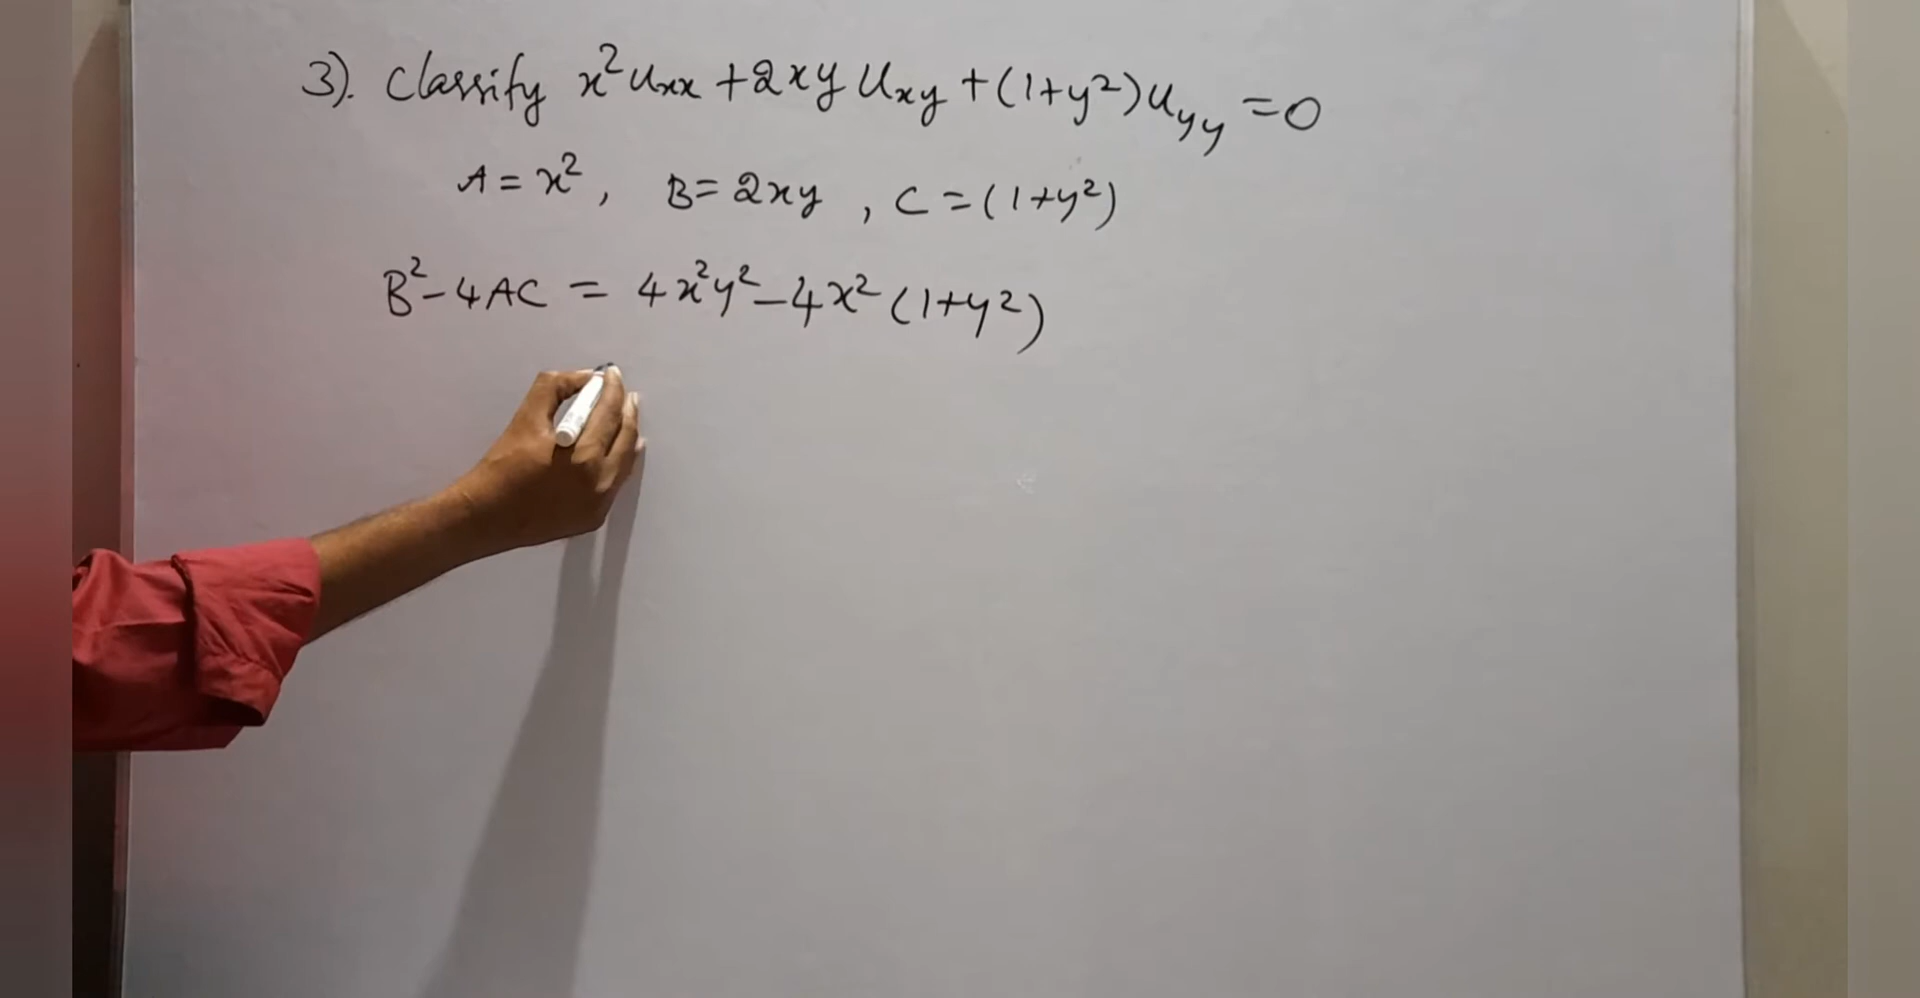 3). Classify x²uxx + 2xy uxy + (1+y²)uyy = 0
A = x², B = 2xy, C = (1+y²)
B² - 4AC = 4x²y² - 4x² (1+y²)